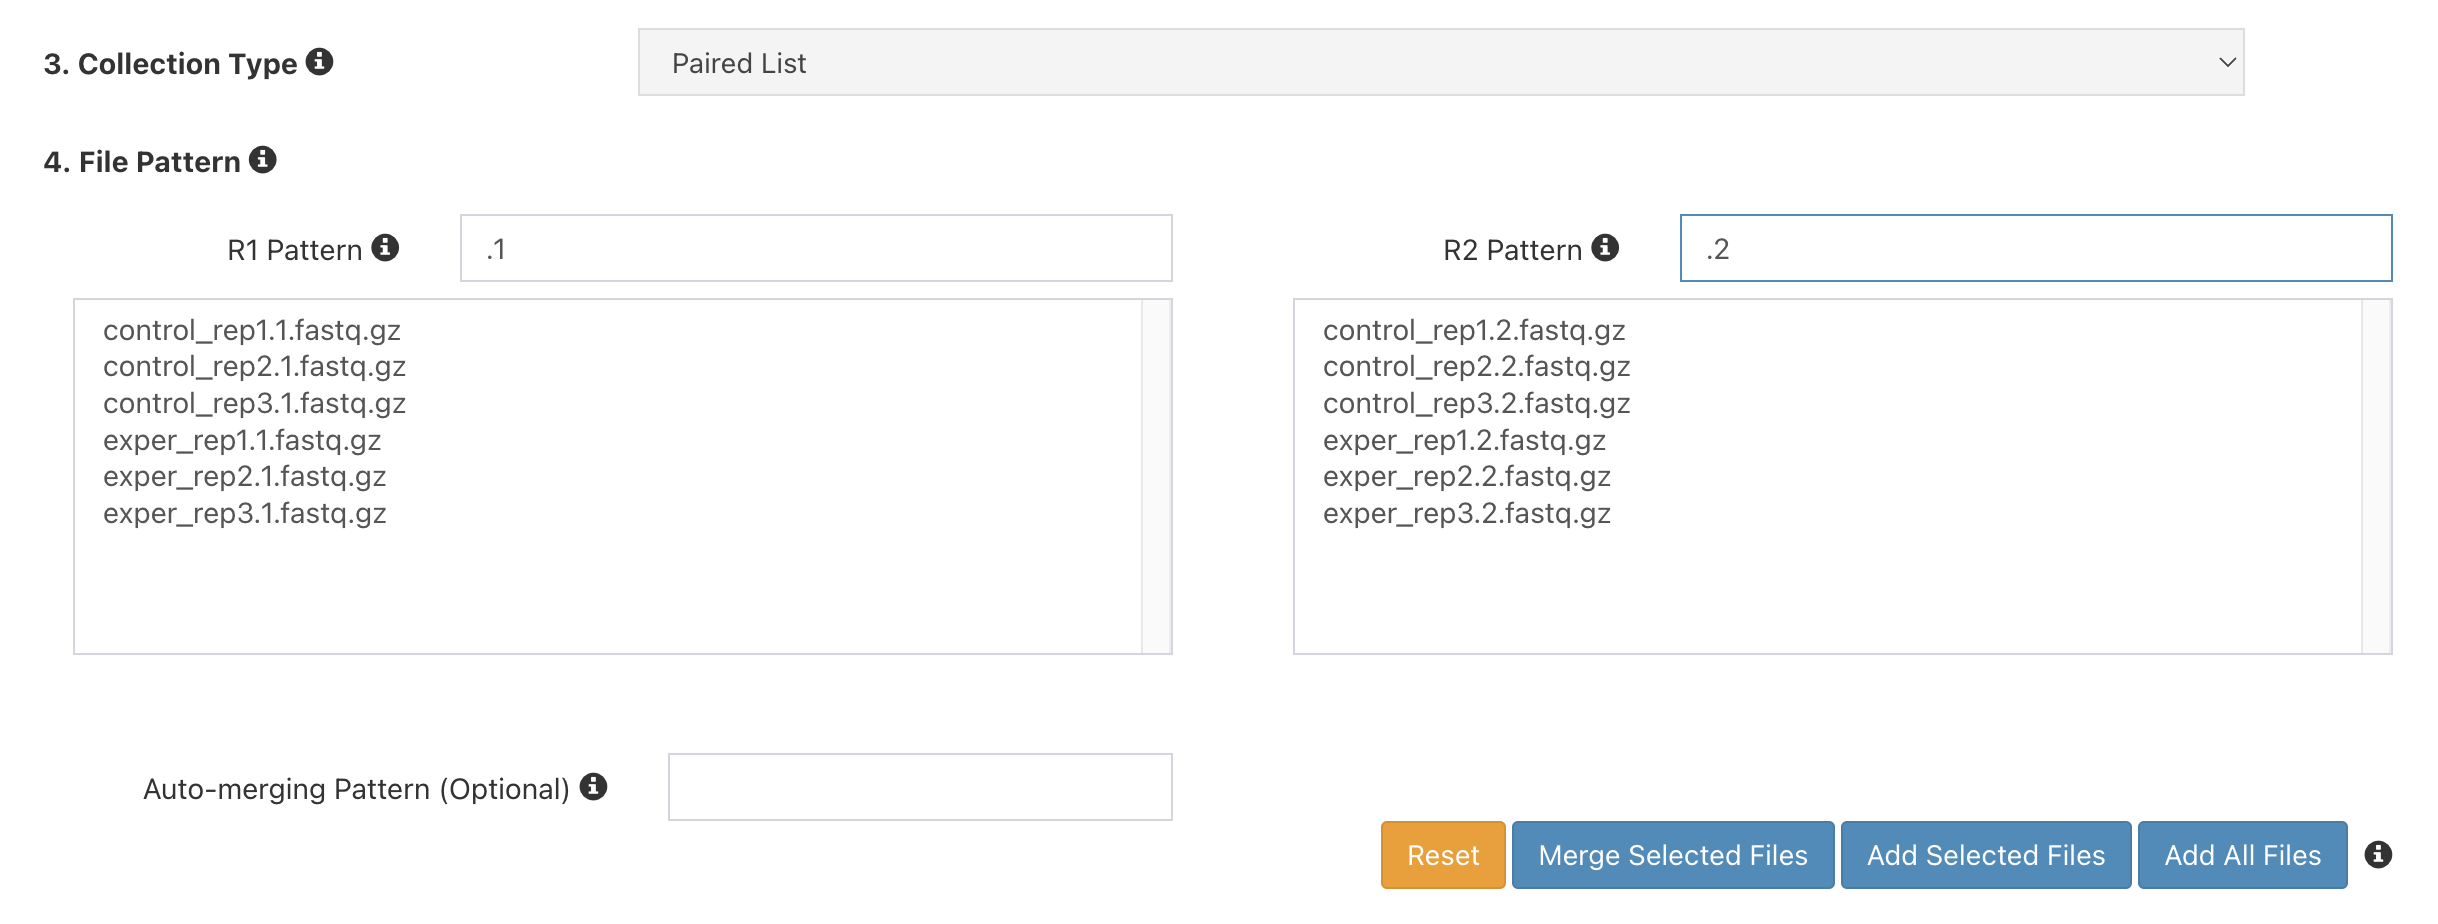 3. Collection Type
Paired List
4. File Pattern
R1 Pattern
.1
R2 Pattern
.2
control_rep1.1.fastq.gz
control_rep2.1.fastq.gz
control_rep3.1.fastq.gz
exper_rep1.1.fastq.gz
exper_rep2.1.fastq.gz
exper_rep3.1.fastq.gz
control_rep1.2.fastq.gz
control_rep2.2.fastq.gz
control_rep3.2.fastq.gz
exper_rep1.2.fastq.gz
exper_rep2.2.fastq.gz
exper_rep3.2.fastq.gz
Auto-merging Pattern (Optional)
Reset
Merge Selected Files
Add Selected Files
Add All Files